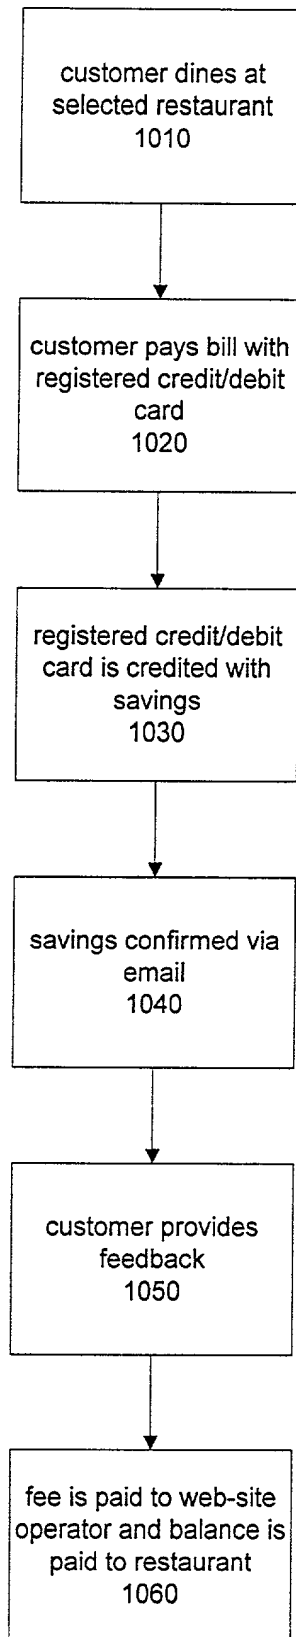 customer dines at
selected restaurant
1010
customer pays bill with
registered credit/debit
card
1020
registered credit/debit
card is credited with
savings
1030
savings confirmed via
email
1040
customer provides
feedback
1050
fee is paid to web-site
operator and balance is
paid to restaurant
1060